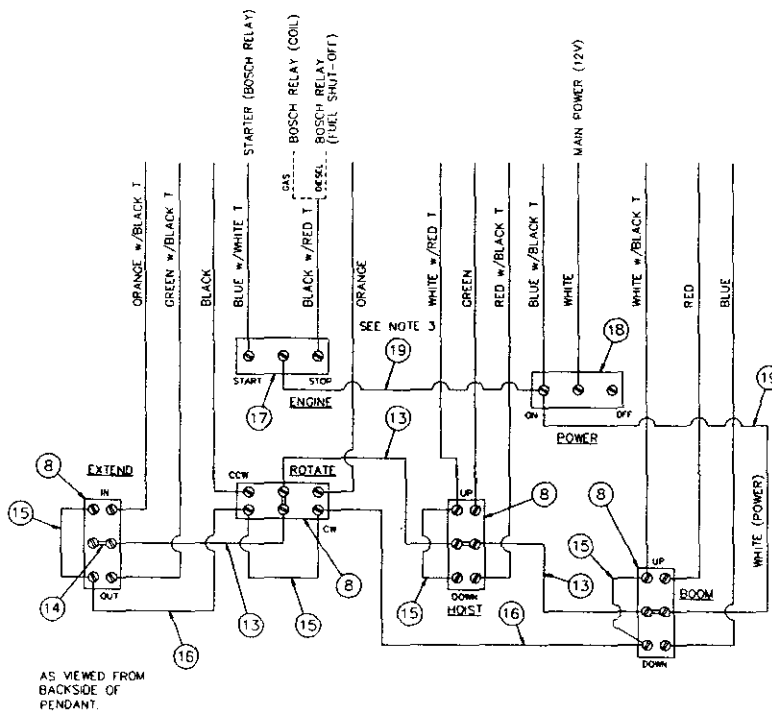 STARTER (BOSCH RELAY)
GAS
BOSCH RELAY (COIL)
DIESEL
BOSCH RELAY
(FUEL SHUT-OFF)
MAIN POWER (12V)
ORANGE w/BLACK T
GREEN w/BLACK T
BLACK
BLUE w/WHITE T
BLACK w/RED T
ORANGE
WHITE w/RED T
GREEN
RED w/BLACK T
BLUE w/BLACK T
WHITE
WHITE w/BLACK T
RED
BLUE
SEE NOTE 3
18
19
START
STOP
17
ENGINE
ON
OFF
POWER
19
13
8
EXTEND
IN
CCW
ROTATE
UP
8
8
15
CW
UP
BOOM
WHITE (POWER)
15
14
OUT
13
15
8
15
DOWN
HOIST
13
16
16
DOWN
AS VIEWED FROM
BACKSIDE OF
PENDANT.